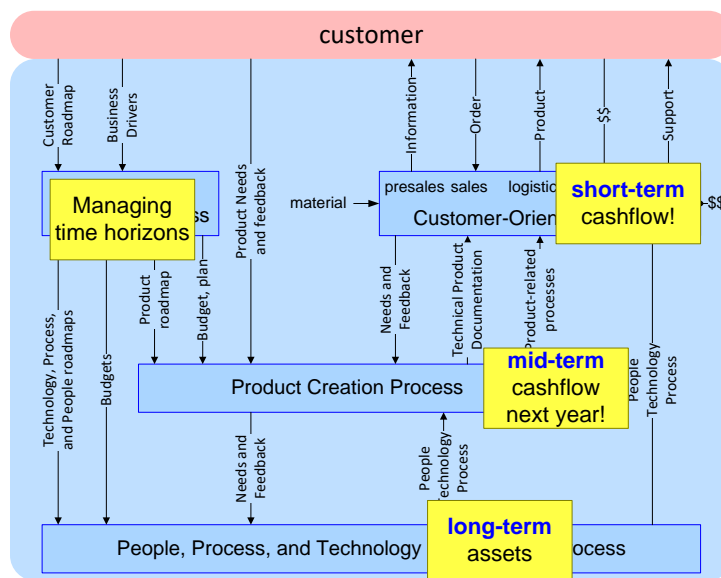 customer
Customer
Roadmap
Business
Drivers
Product Needs
and feedback
Information
Order
Product
$$
Support
presales sales
short-term
cashflow!
Managing
time horizons
material
Customer-Orien
$$
Technology, Process,
and People roadmaps
Budgets
Product
roadmap
Budget, plan
Needs and
Feedback
Technical Product
Documentation
Product-related
processes
People
Technology
Process
Product Creation Process
mid-term
cashflow
next year!
Needs and
Feedback
People
Technology
Process
People, Process, and Technology
long-term
assets